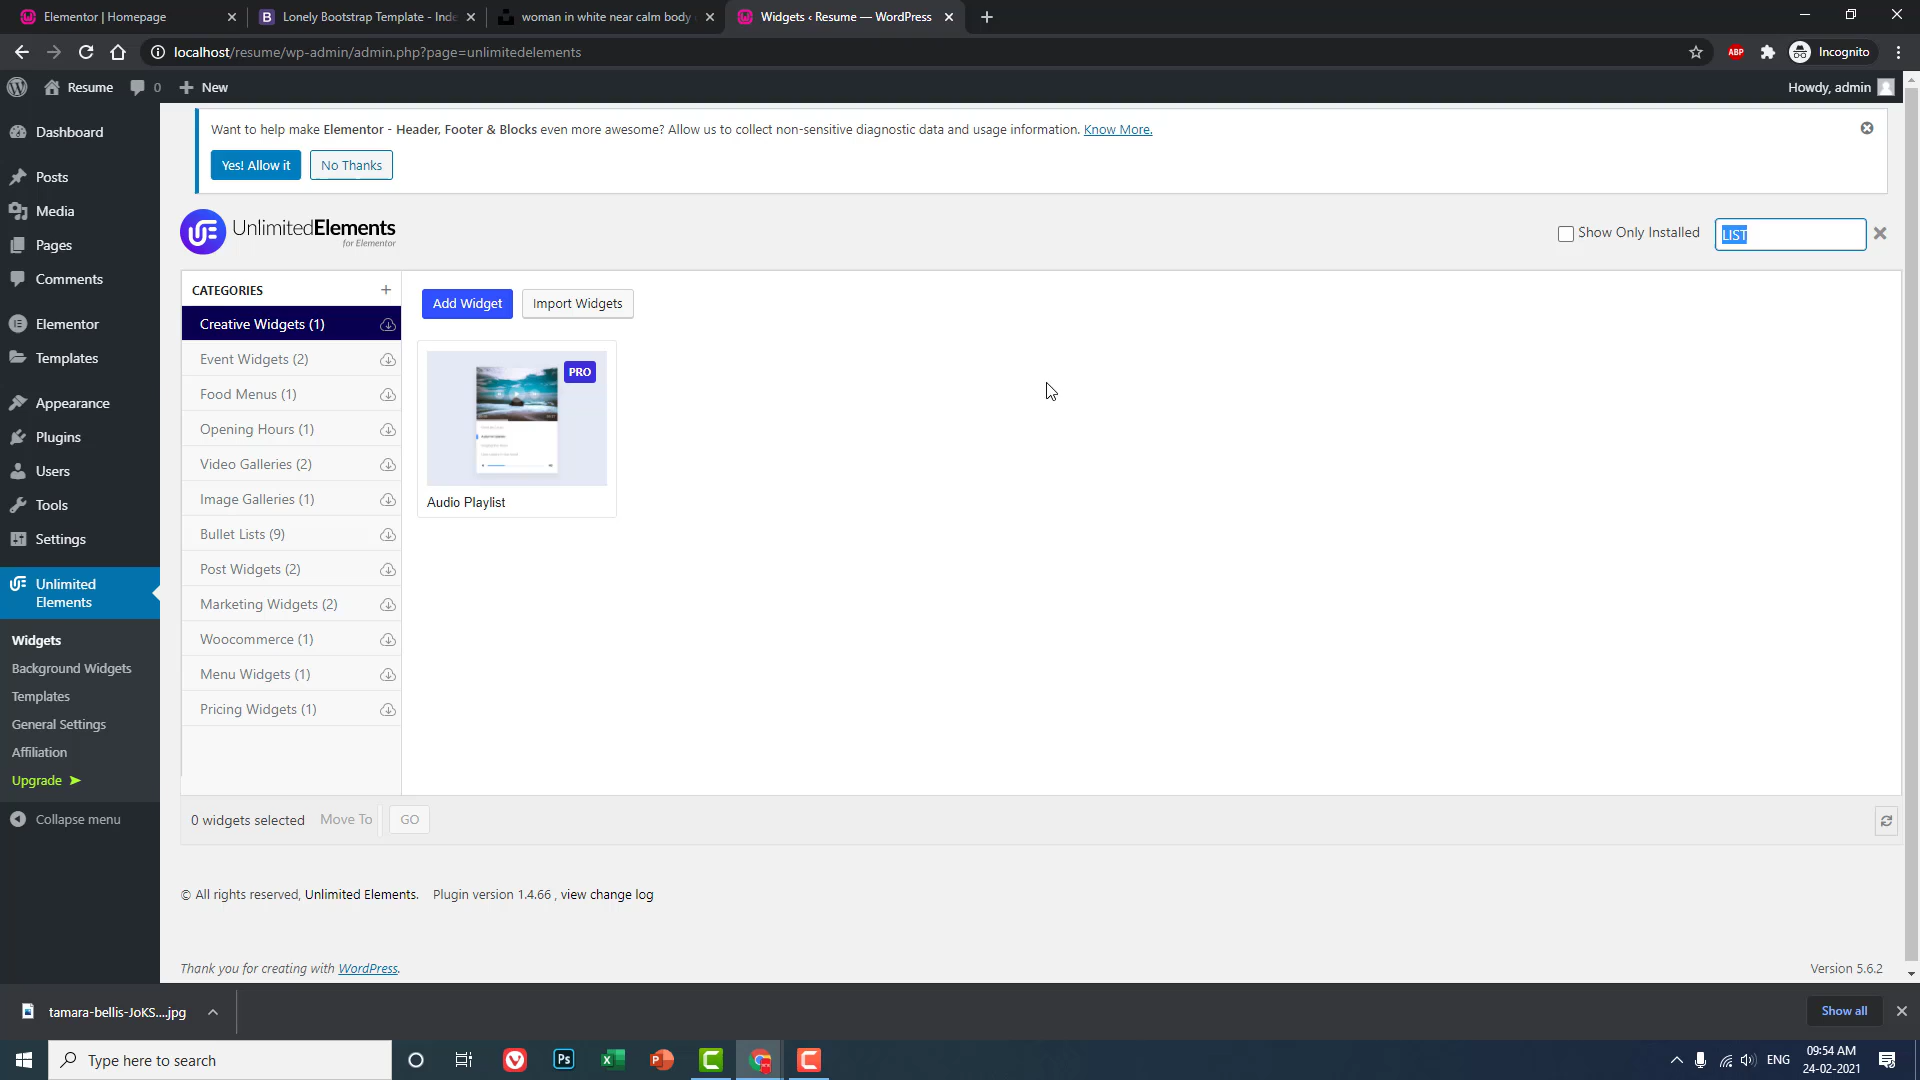 Elementor | Homepage
Lonely Bootstrap Template - Inde
woman in white near calm body
Widgets ‹ Resume — WordPress
localhost/resume/wp-admin/admin.php?page=unlimitedelements
ABP
Incognito
Resume
0
New
Howdy, admin
Dashboard
Posts
Media
Pages
Comments
Elementor
Templates
Appearance
Plugins
Users
Tools
Settings
Unlimited
Elements
Widgets
Background Widgets
Templates
General Settings
Affiliation
Upgrade ➤
Collapse menu
Want to help make Elementor - Header, Footer & Blocks even more awesome? Allow us to collect non-sensitive diagnostic data and usage information. Know More.
Yes! Allow it
No Thanks
UnlimitedElements
for Elementor
Show Only Installed
LIST
CATEGORIES
Creative Widgets (1)
Event Widgets (2)
Food Menus (1)
Opening Hours (1)
Video Galleries (2)
Image Galleries (1)
Bullet Lists (9)
Post Widgets (2)
Marketing Widgets (2)
Woocommerce (1)
Menu Widgets (1)
Pricing Widgets (1)
Add Widget
Import Widgets
PRO
Audio Playlist
0 widgets selected
Move To
GO
© All rights reserved, Unlimited Elements. Plugin version 1.4.66 , view change log
Thank you for creating with WordPress.
Version 5.6.2
tamara-bellis-JoKS....jpg
Show all
Type here to search
Ps
ENG
09:54 AM
24-02-2021